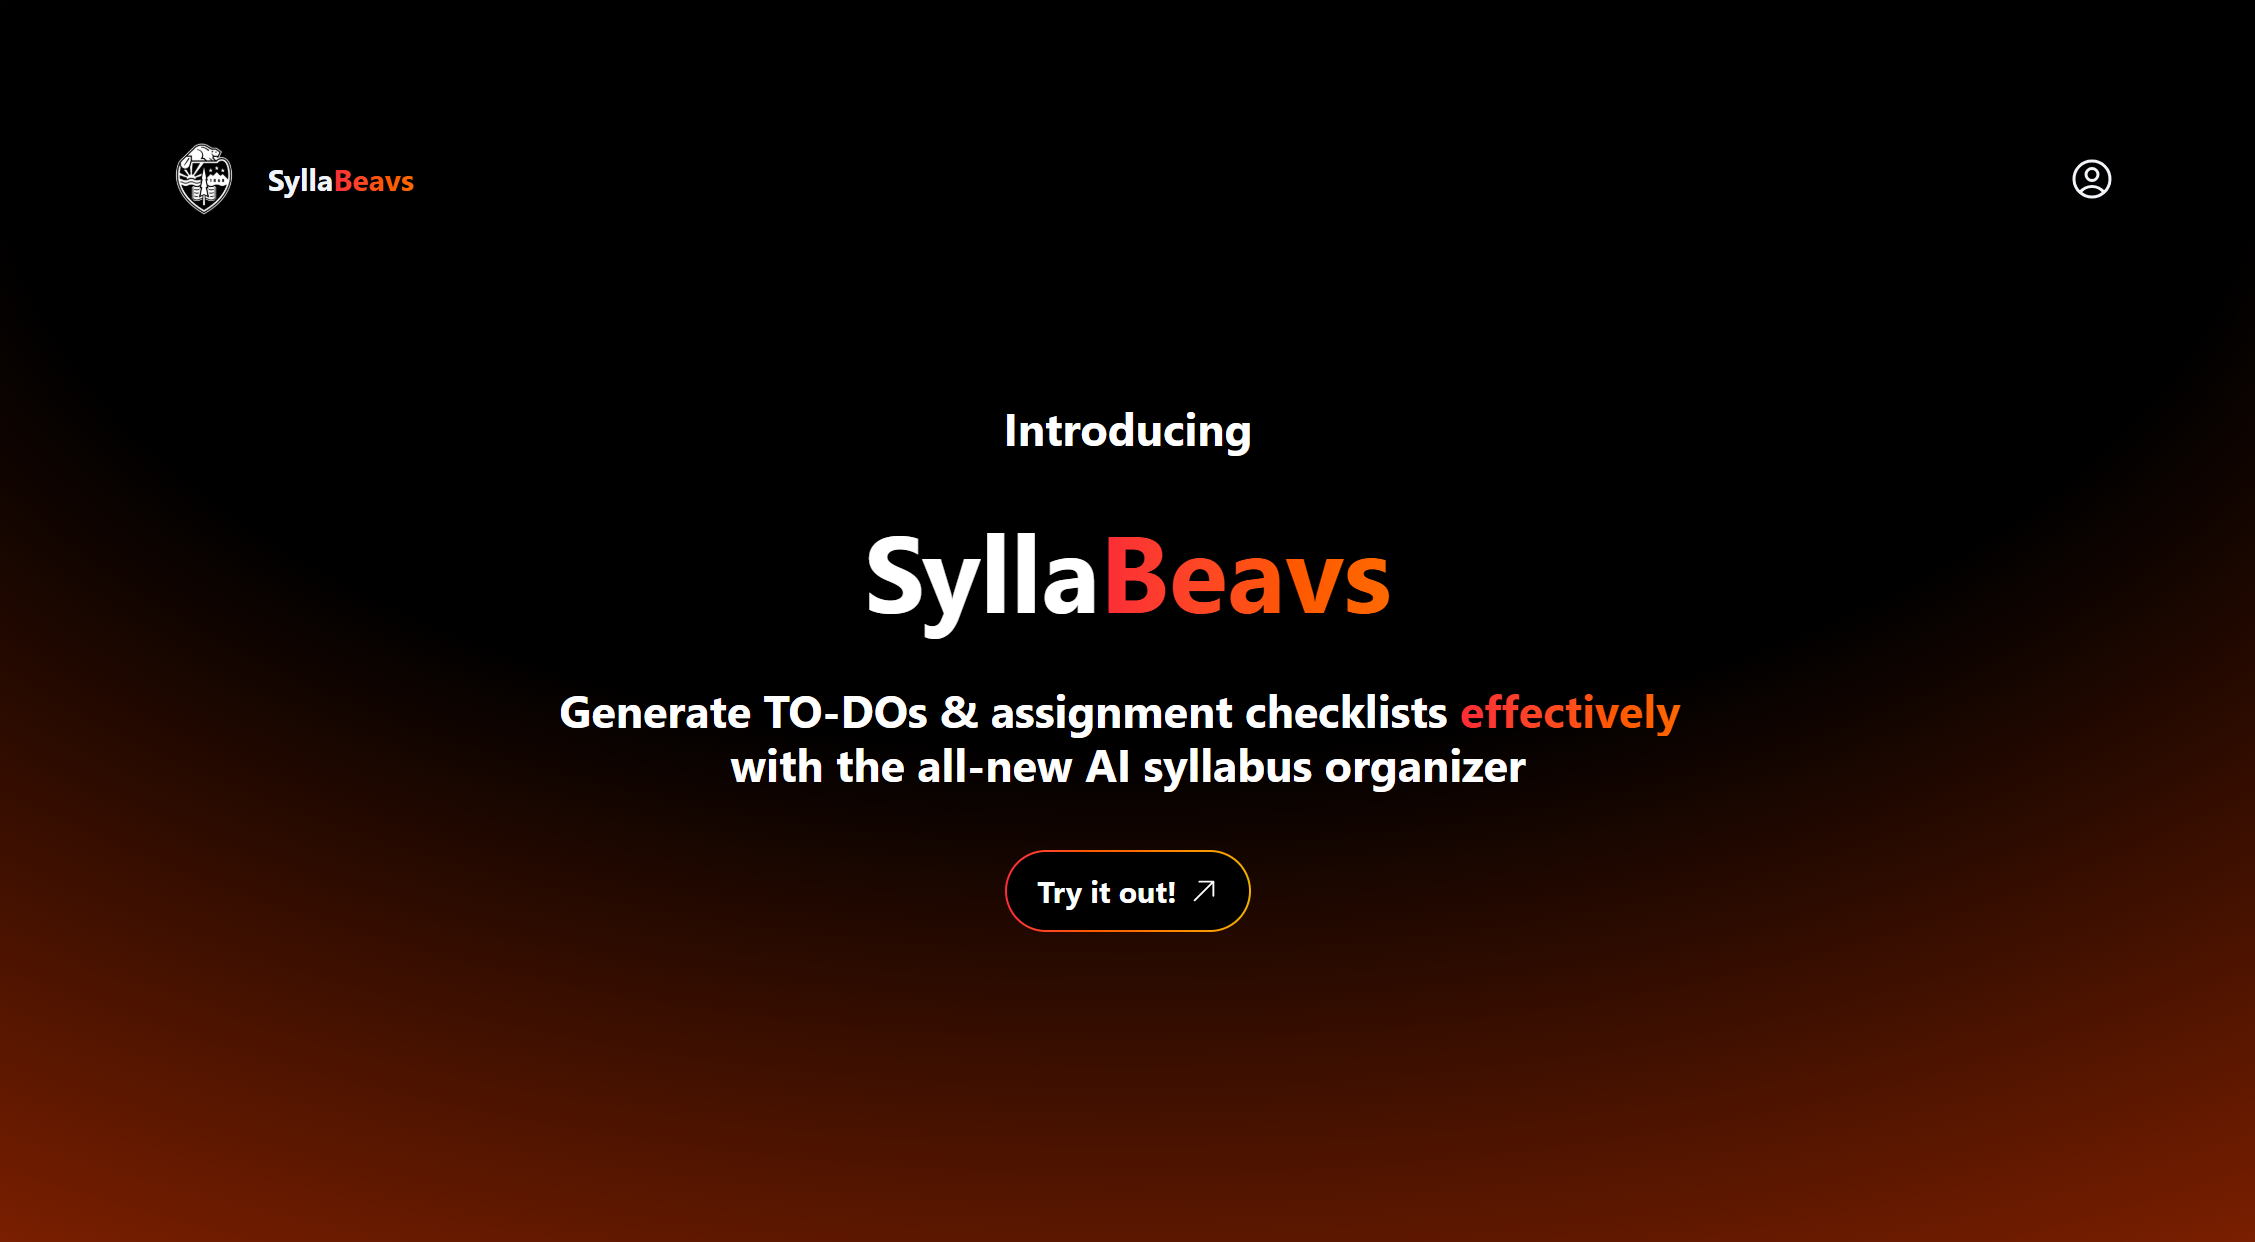 SyllaBeavs
Introducing
SyllaBeavs
Generate TO-DOs & assignment checklists effectively
with the all-new AI syllabus organizer
Try it out!